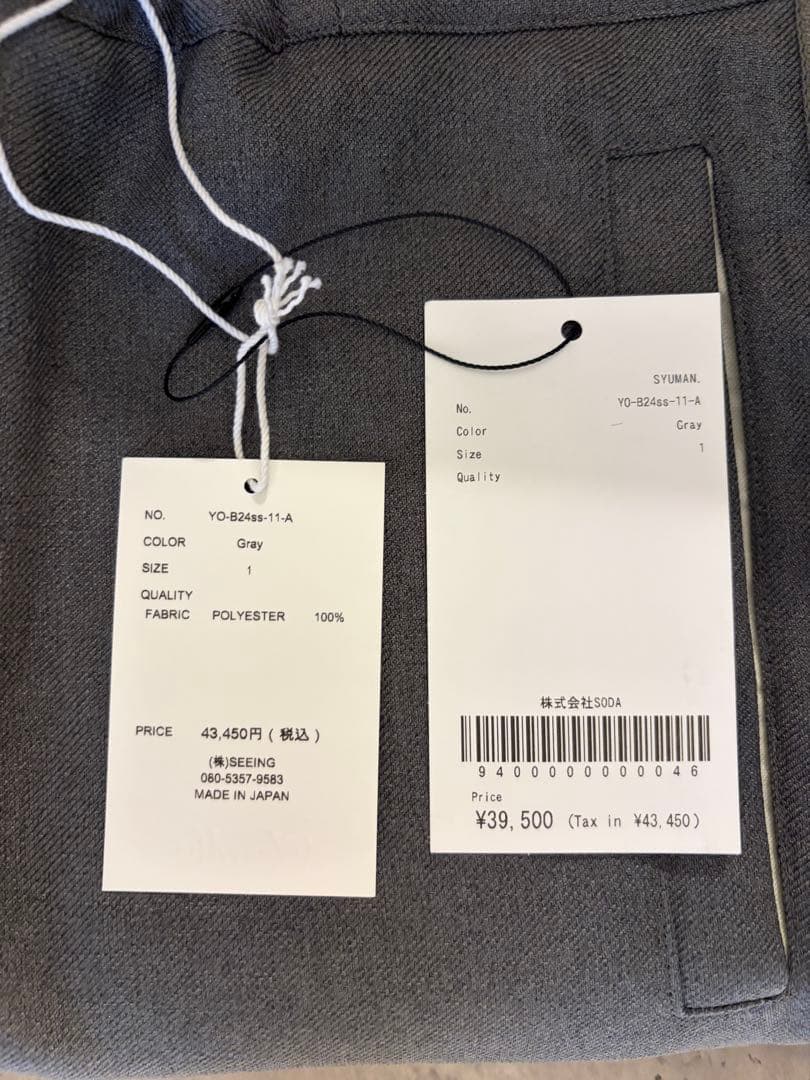 NO. YO-B24ss-11-A
COLOR Gray
SIZE 1
QUALITY
FABRIC POLYESTER 100%
PRICE 43,450円 ( 税込 )
(株)SEEING
080-5357-9583
MADE IN JAPAN
SYUMAN.
No. YO-B24ss-11-A
Color Gray
Size 1
Quality
株式会社SODA
9400000000046
Price
¥39,500 (Tax in ¥43,450)